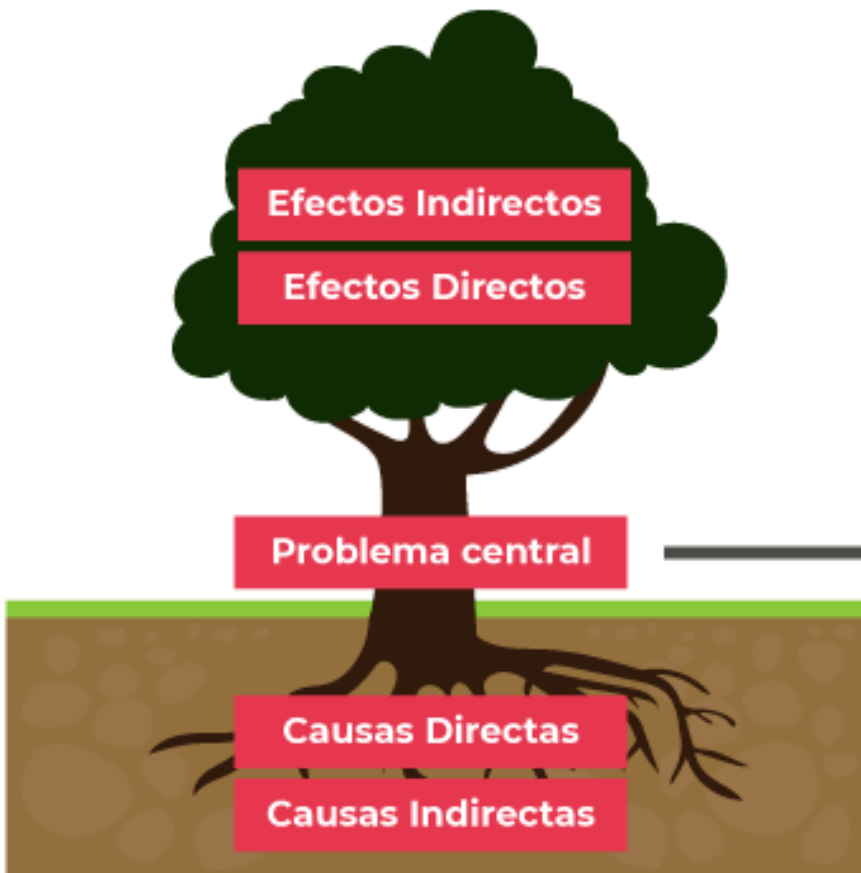 Efectos Indirectos
Efectos Directos
Problema central
Causas Directas
Causas Indirectas